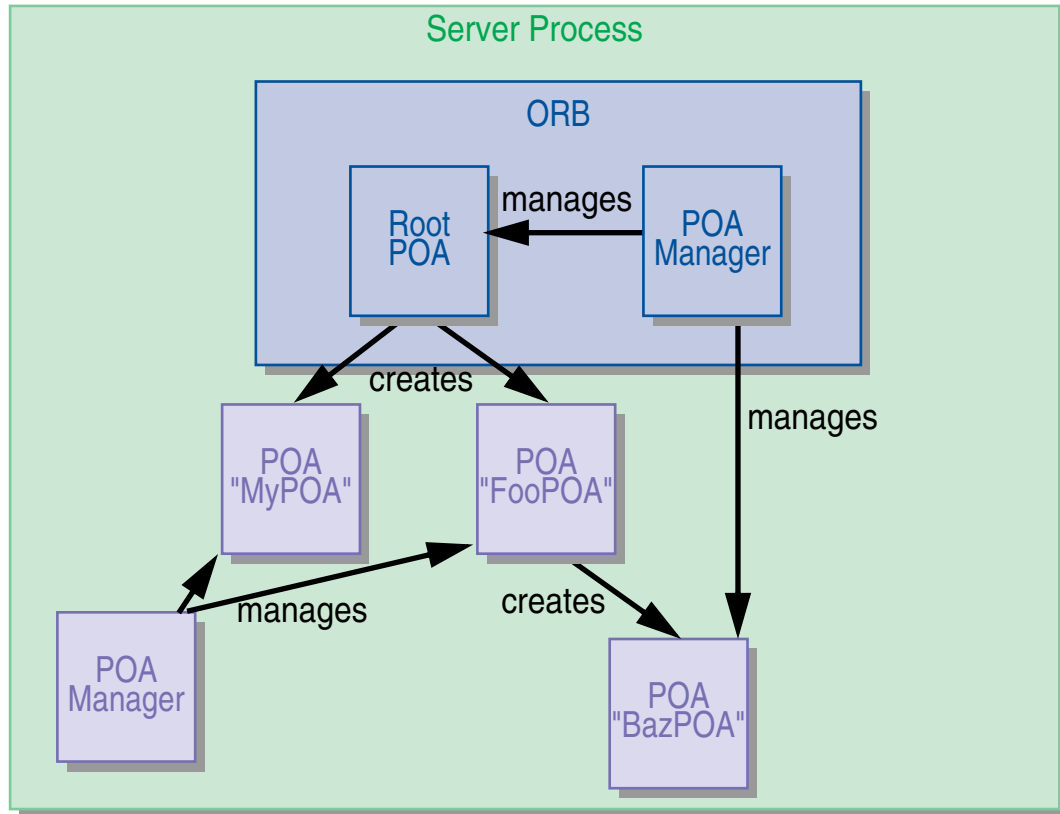 Server Process
ORB
Root
POA
manages
POA
Manager
creates
manages
POA
"MyPOA"
POA
"FooPOA"
manages
creates
POA
Manager
POA
"BazPOA"